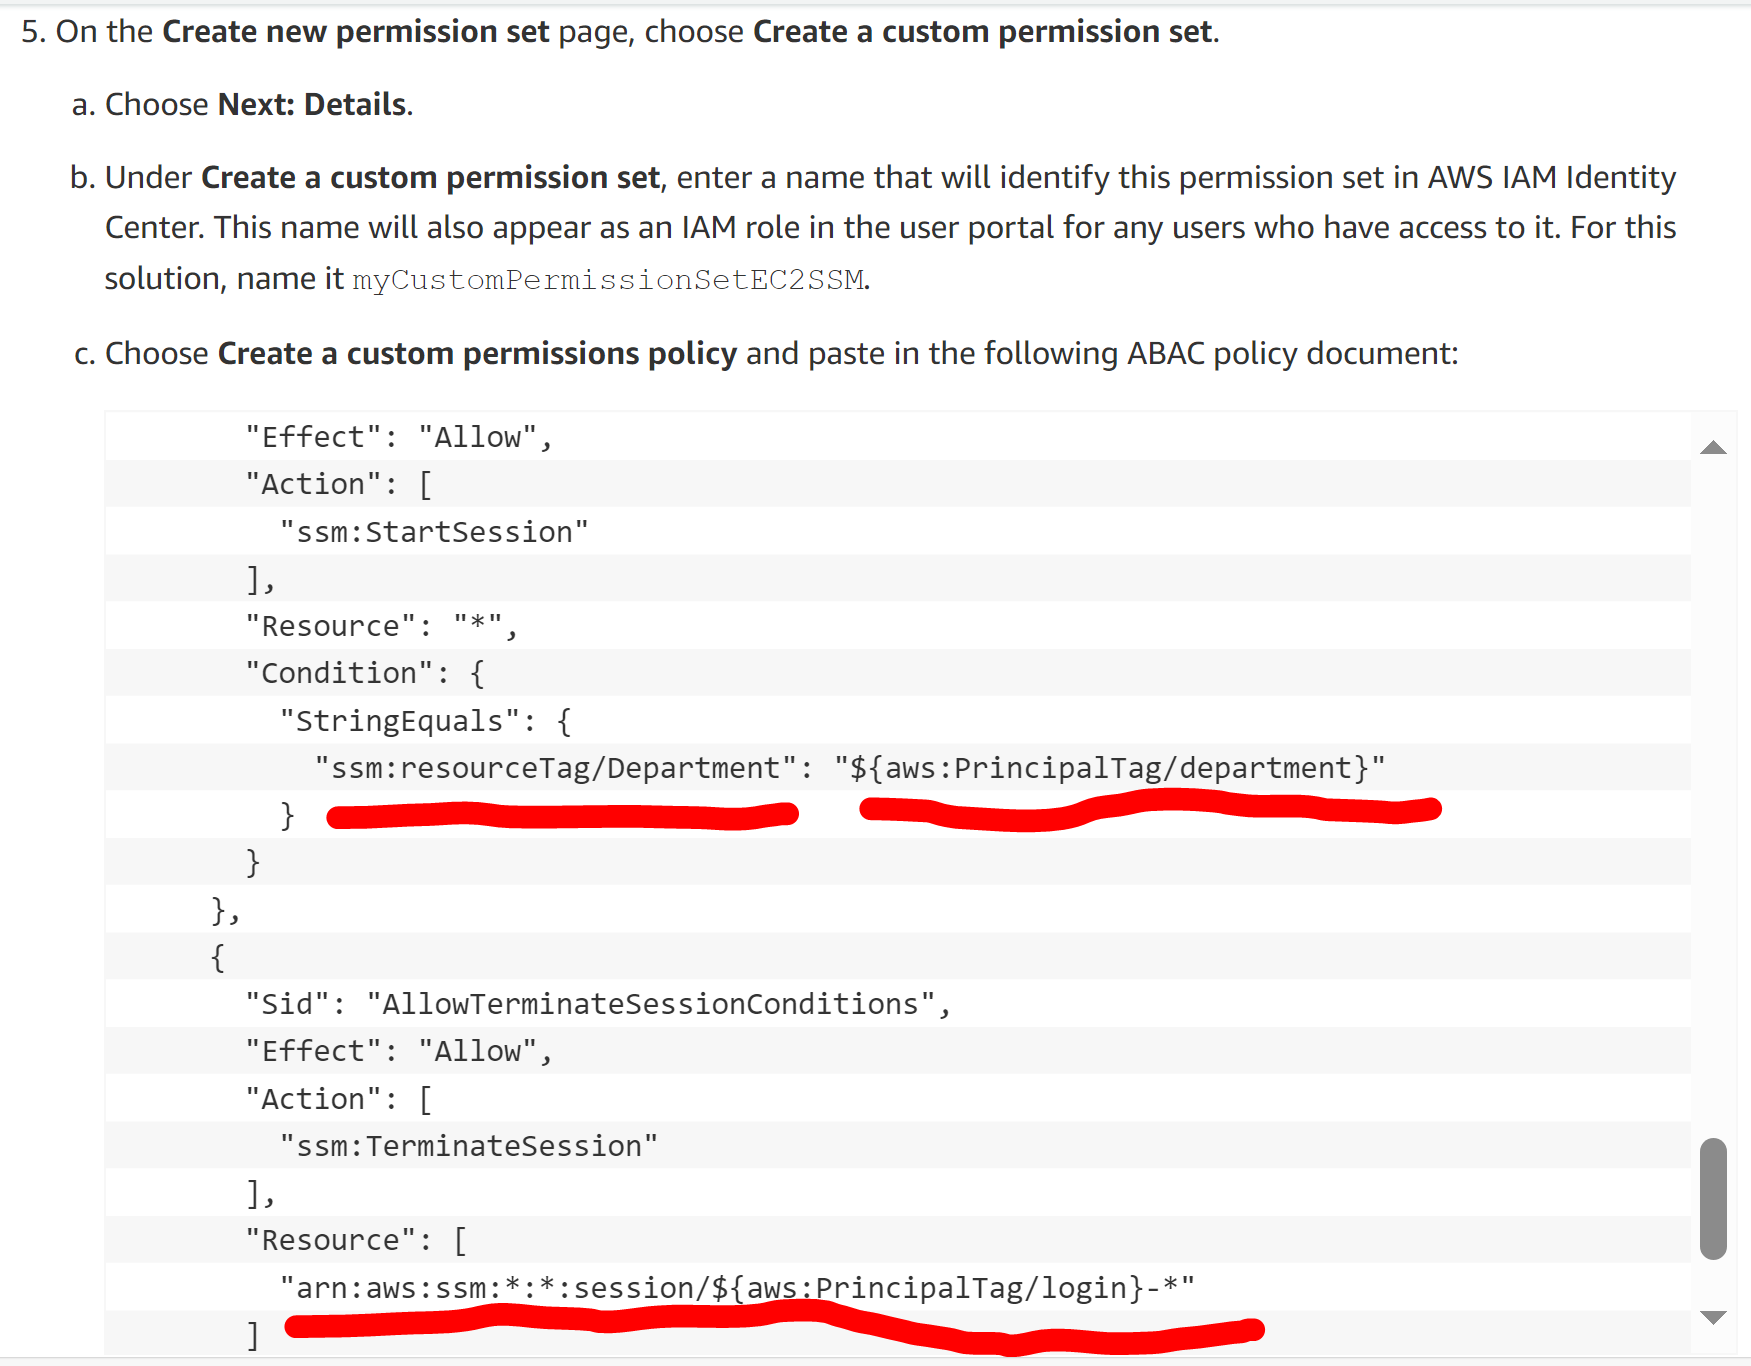 5. On the Create new permission set page, choose Create a custom permission set.
a. Choose Next: Details.
b. Under Create a custom permission set, enter a name that will identify this permission set in AWS IAM Identity
Center. This name will also appear as an IAM role in the user portal for any users who have access to it. For this
solution, name it myCustomPermissionSetEC2SSM.
c. Choose Create a custom permissions policy and paste in the following ABAC policy document:
"Effect": "Allow",
"Action": [
"ssm:StartSession"
],
"Resource": "*",
"Condition": {
"StringEquals": {
"ssm:resourceTag/Department": "${aws:PrincipalTag/department}"
}
}
},
{
"Sid": "AllowTerminateSessionConditions",
"Effect": "Allow",
"Action": [
"ssm:TerminateSession"
],
"Resource": [
"arn:aws:ssm:*:*:session/${aws:PrincipalTag/login}-*"
]